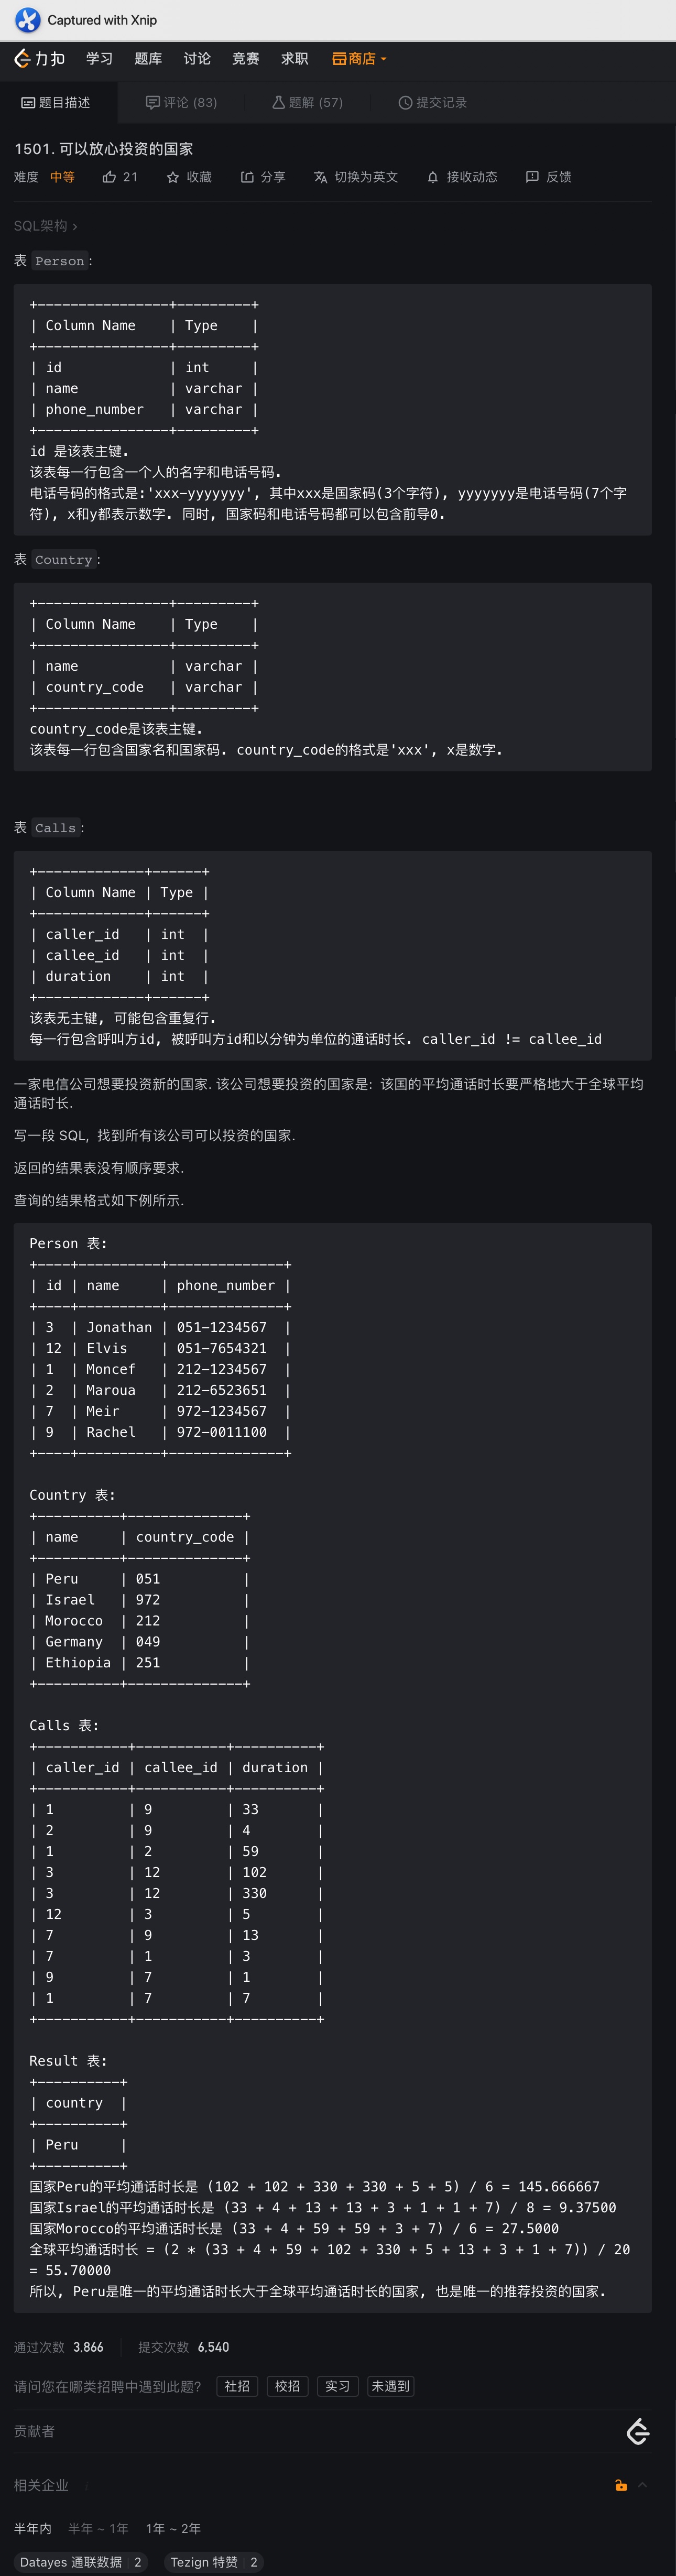 Captured with Xnip
力扣 学习 题库 讨论 竞赛 求职 商店
题目描述 评论 (83) 题解 (57) 提交记录
1501. 可以放心投资的国家
难度 中等 21 收藏 分享 切换为英文 接收动态 反馈
SQL架构 ›
表 Person:
+----------------+---------+
| Column Name    | Type    |
+----------------+---------+
| id             | int     |
| name           | varchar |
| phone_number   | varchar |
+----------------+---------+
id 是该表主键.
该表每一行包含一个人的名字和电话号码.
电话号码的格式是:'xxx-yyyyyyy', 其中xxx是国家码(3个字符), yyyyyyy是电话号码(7个字
符), x和y都表示数字. 同时, 国家码和电话号码都可以包含前导0.
表 Country:
+----------------+---------+
| Column Name    | Type    |
+----------------+---------+
| name           | varchar |
| country_code   | varchar |
+----------------+---------+
country_code是该表主键.
该表每一行包含国家名和国家码. country_code的格式是'xxx', x是数字.
表 Calls:
+-------------+------+
| Column Name | Type |
+-------------+------+
| caller_id   | int  |
| callee_id   | int  |
| duration    | int  |
+-------------+------+
该表无主键, 可能包含重复行.
每一行包含呼叫方id, 被呼叫方id和以分钟为单位的通话时长. caller_id != callee_id
一家电信公司想要投资新的国家. 该公司想要投资的国家是: 该国的平均通话时长要严格地大于全球平均
通话时长.
写一段 SQL, 找到所有该公司可以投资的国家.
返回的结果表没有顺序要求.
查询的结果格式如下例所示.
Person 表:
+----+----------+--------------+
| id | name     | phone_number |
+----+----------+--------------+
| 3  | Jonathan | 051-1234567  |
| 12 | Elvis    | 051-7654321  |
| 1  | Moncef   | 212-1234567  |
| 2  | Maroua   | 212-6523651  |
| 7  | Meir     | 972-1234567  |
| 9  | Rachel   | 972-0011100  |
+----+----------+--------------+
Country 表:
+----------+--------------+
| name     | country_code |
+----------+--------------+
| Peru     | 051          |
| Israel   | 972          |
| Morocco  | 212          |
| Germany  | 049          |
| Ethiopia | 251          |
+----------+--------------+
Calls 表:
+-----------+-----------+----------+
| caller_id | callee_id | duration |
+-----------+-----------+----------+
| 1         | 9         | 33       |
| 2         | 9         | 4        |
| 1         | 2         | 59       |
| 3         | 12        | 102      |
| 3         | 12        | 330      |
| 12        | 3         | 5        |
| 7         | 9         | 13       |
| 7         | 1         | 3        |
| 9         | 7         | 1        |
| 1         | 7         | 7        |
+-----------+-----------+----------+
Result 表:
+----------+
| country  |
+----------+
| Peru     |
+----------+
国家Peru的平均通话时长是 (102 + 102 + 330 + 330 + 5 + 5) / 6 = 145.666667
国家Israel的平均通话时长是 (33 + 4 + 13 + 13 + 3 + 1 + 1 + 7) / 8 = 9.37500
国家Morocco的平均通话时长是 (33 + 4 + 59 + 59 + 3 + 7) / 6 = 27.5000
全球平均通话时长 = (2 * (33 + 4 + 59 + 102 + 330 + 5 + 13 + 3 + 1 + 7)) / 20
= 55.70000
所以, Peru是唯一的平均通话时长大于全球平均通话时长的国家, 也是唯一的推荐投资的国家.
通过次数 3,866 提交次数 6,540
请问您在哪类招聘中遇到此题? 社招 校招 实习 未遇到
贡献者
相关企业
半年内 半年 ~ 1年 1年 ~ 2年
Datayes 通联数据 2 Tezign 特赞 2